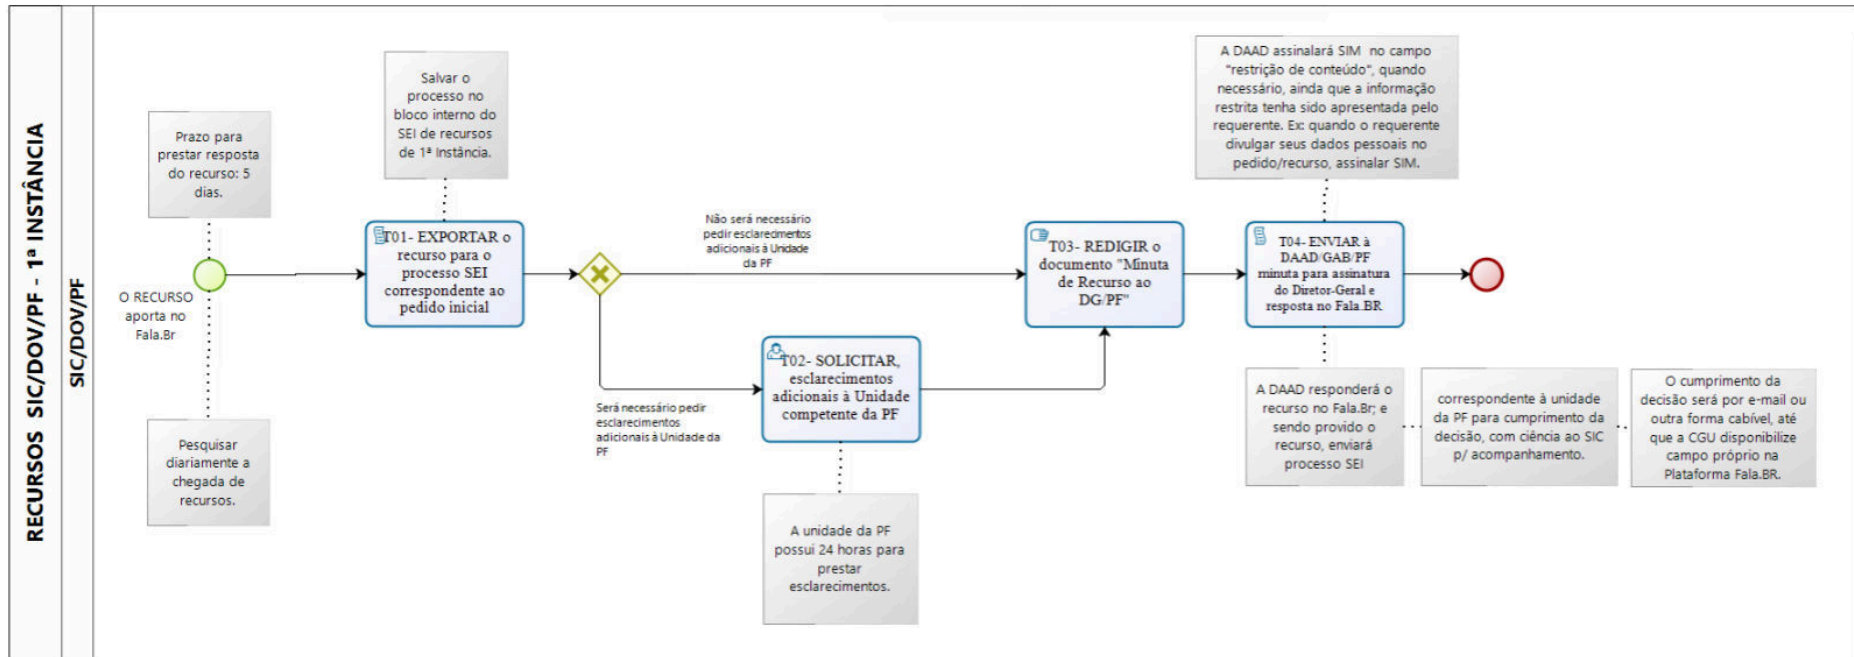 RECURSOS SIC/DOV/PF - 1ª INSTÂNCIA
SIC/DOV/PF
Prazo para
prestar resposta
do recurso: 5
dias.
O RECURSO
aporta no
Fala.Br
Pesquisar
diariamente a
chegada de
recursos.
Salvar o
processo no
bloco interno do
SEI de recursos
de 1ª Instância.
T01- EXPORTAR o
recurso para o
processo SEI
correspondente ao
pedido inicial
Não será necessário
pedir esclarecimentos
adicionais à Unidade
da PF
Será necessário pedir
esclarecimentos
adicionais à Unidade da
PF
T02- SOLICITAR,
esclarecimentos
adicionais à Unidade
competente da PF
A unidade da PF
possui 24 horas para
prestar
esclarecimentos.
T03- REDIGIR o
documento "Minuta
de Recurso ao
DG/PF"
A DAAD assinalará SIM no campo
"restrição de conteúdo", quando
necessário, ainda que a informação
restrita tenha sido apresentada pelo
requerente. Ex: quando o requerente
divulgar seus dados pessoais no
pedido/recurso, assinalar SIM.
T04- ENVIAR à
DAAD/GAB/PF
minuta para assinatura
do Diretor-Geral e
resposta no Fala.BR
A DAAD responderá o
recurso no Fala.Br; e
sendo provido o
recurso, enviará
processo SEI
correspondente à unidade
da PF para cumprimento da
decisão, com ciência ao SIC
p/ acompanhamento.
O cumprimento da
decisão será por e-mail ou
outra forma cabível, até
que a CGU disponibilize
campo próprio na
Plataforma Fala.BR.